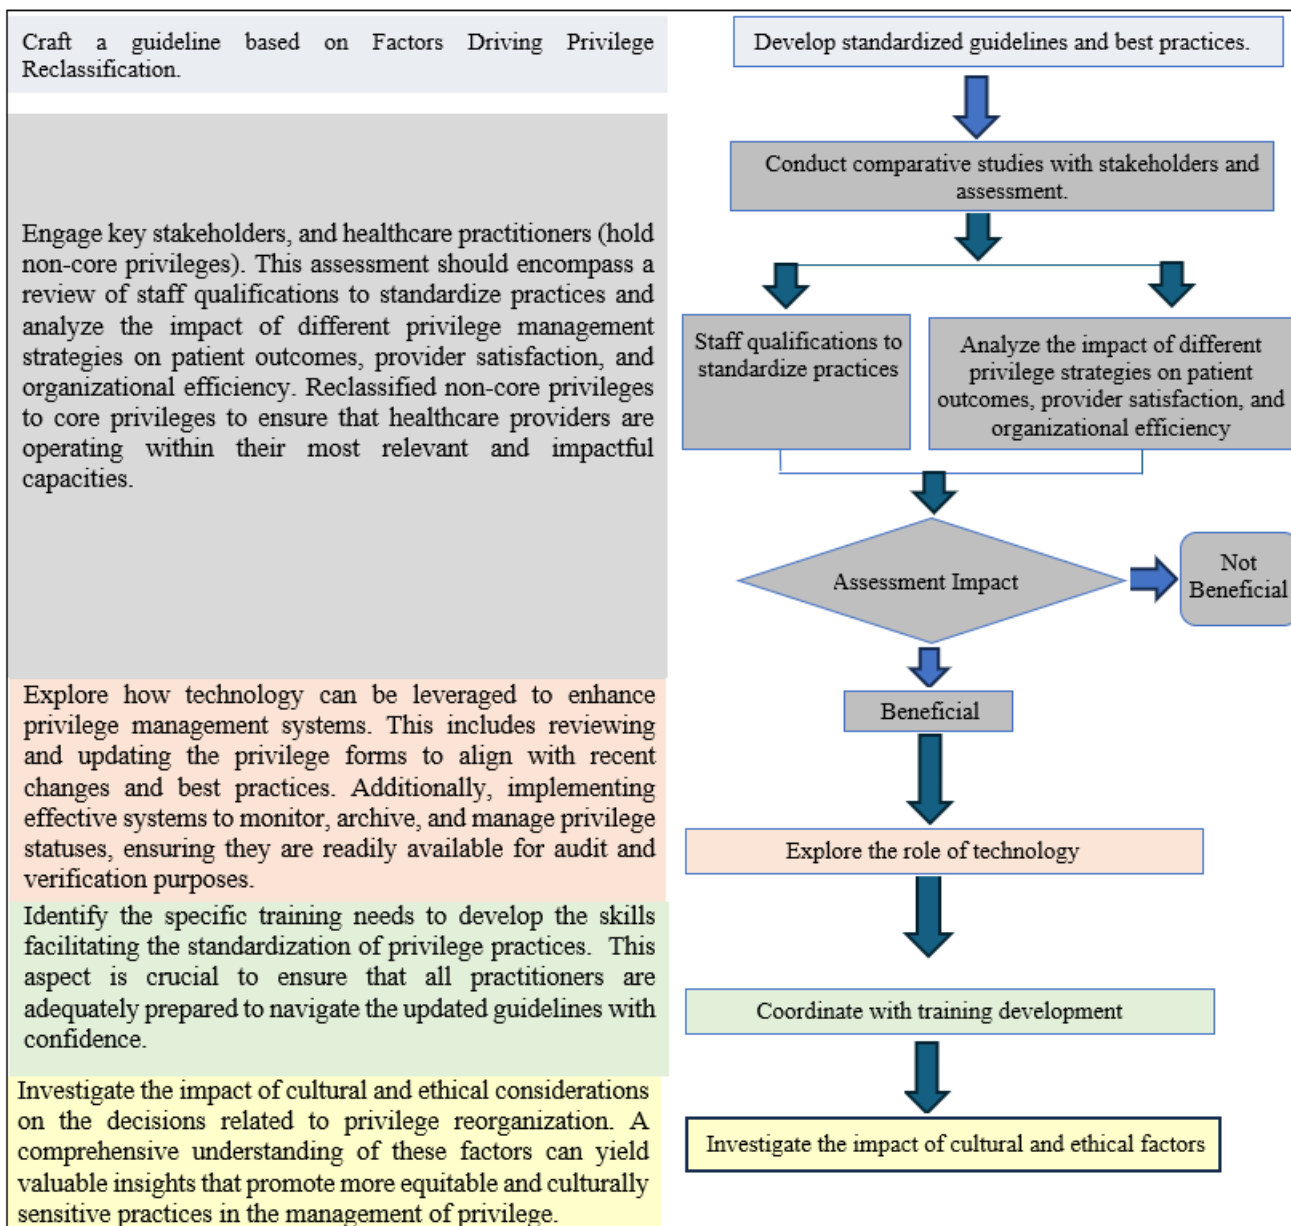 Craft a guideline based on Factors Driving Privilege
Reclassification.
Engage key stakeholders, and healthcare practitioners (hold
non-core privileges). This assessment should encompass a
review of staff qualifications to standardize practices and
analyze the impact of different privilege management
strategies on patient outcomes, provider satisfaction, and
organizational efficiency. Reclassified non-core privileges
to core privileges to ensure that healthcare providers are
operating within their most relevant and impactful
capacities.
Explore how technology can be leveraged to enhance
privilege management systems. This includes reviewing
and updating the privilege forms to align with recent
changes and best practices. Additionally, implementing
effective systems to monitor, archive, and manage privilege
statuses, ensuring they are readily available for audit and
verification purposes.
Identify the specific training needs to develop the skills
facilitating the standardization of privilege practices. This
aspect is crucial to ensure that all practitioners are
adequately prepared to navigate the updated guidelines with
confidence.
Investigate the impact of cultural and ethical considerations
on the decisions related to privilege reorganization. A
comprehensive understanding of these factors can yield
valuable insights that promote more equitable and culturally
sensitive practices in the management of privilege.
Develop standardized guidelines and best practices.
Conduct comparative studies with stakeholders and
assessment.
Staff qualifications to
standardize practices
Analyze the impact of different
privilege strategies on patient
outcomes, provider satisfaction, and
organizational efficiency
Assessment Impact
Not
Beneficial
Beneficial
Explore the role of technology
Coordinate with training development
Investigate the impact of cultural and ethical factors